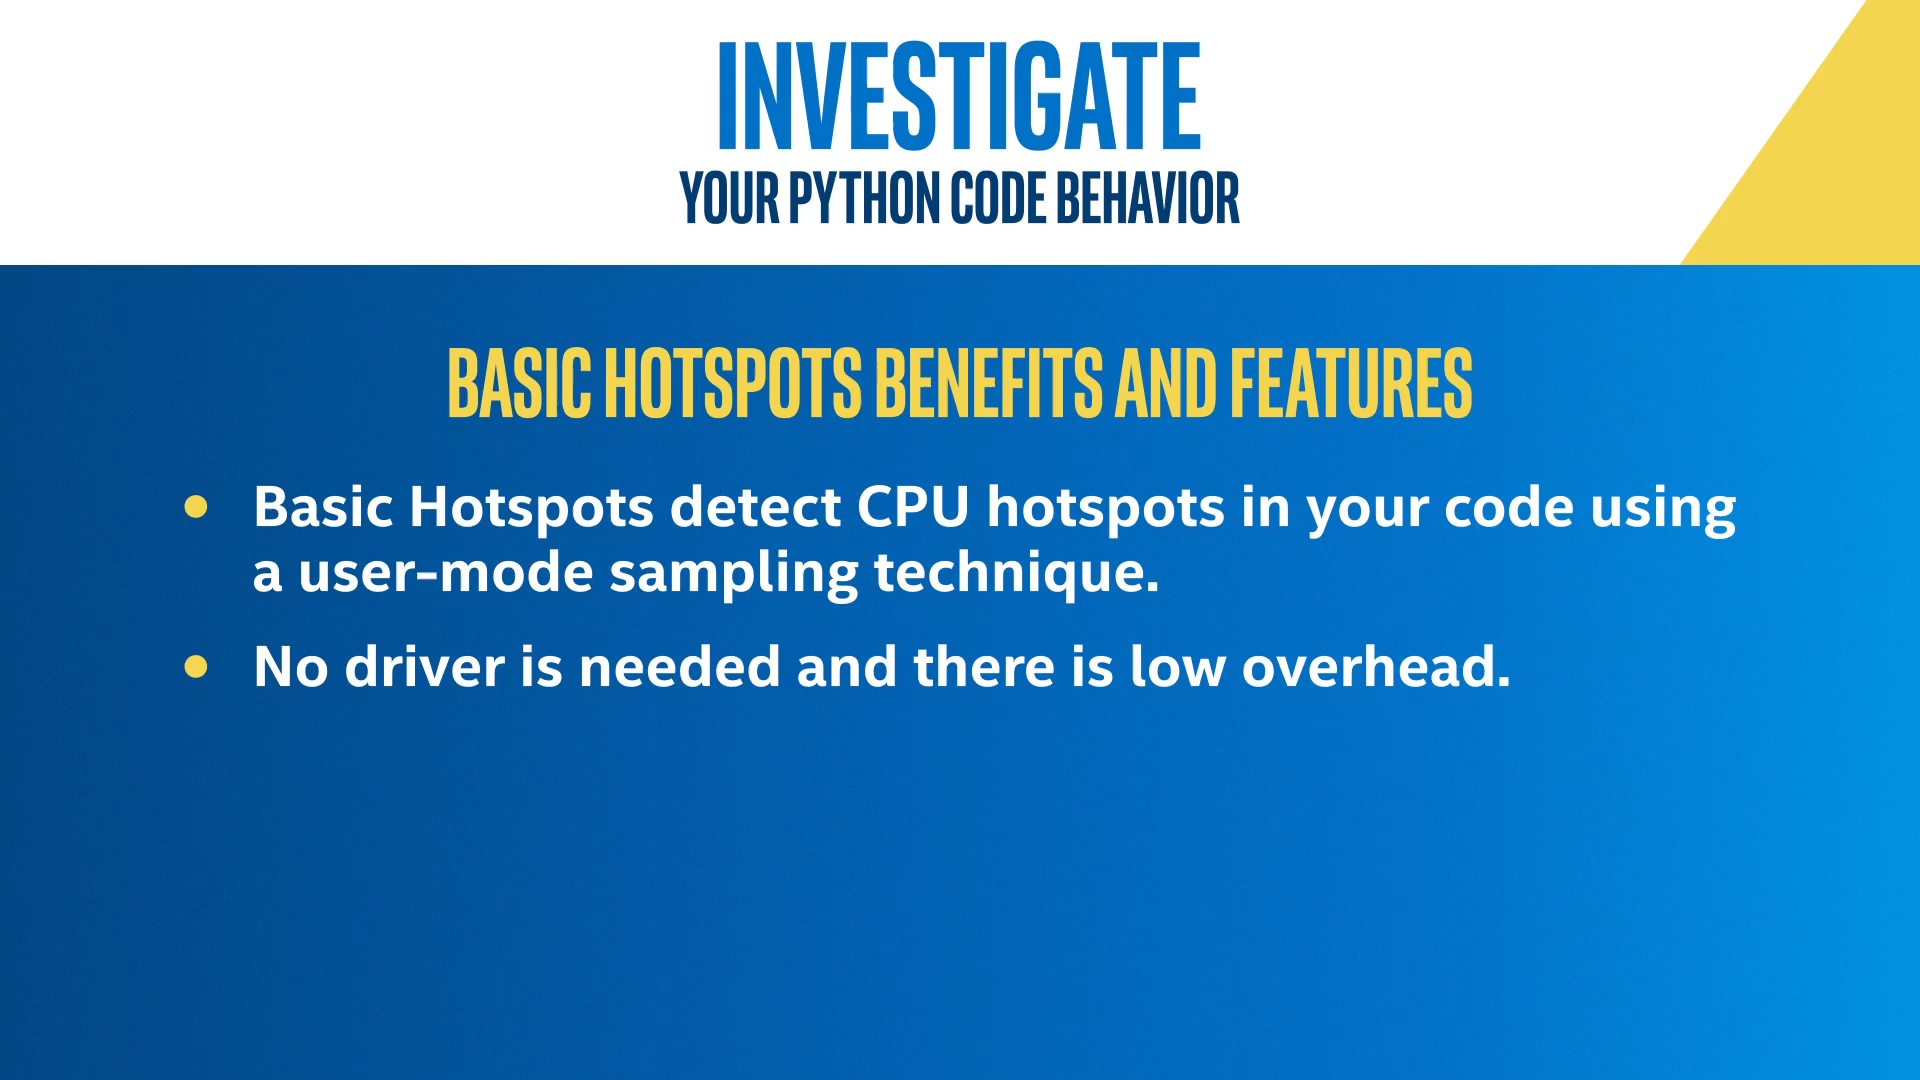 INVESTIGATE
YOUR PYTHON CODE BEHAVIOR
BASIC HOTSPOTS BENEFITS AND FEATURES
• Basic Hotspots detect CPU hotspots in your code using
a user-mode sampling technique.
• No driver is needed and there is low overhead.